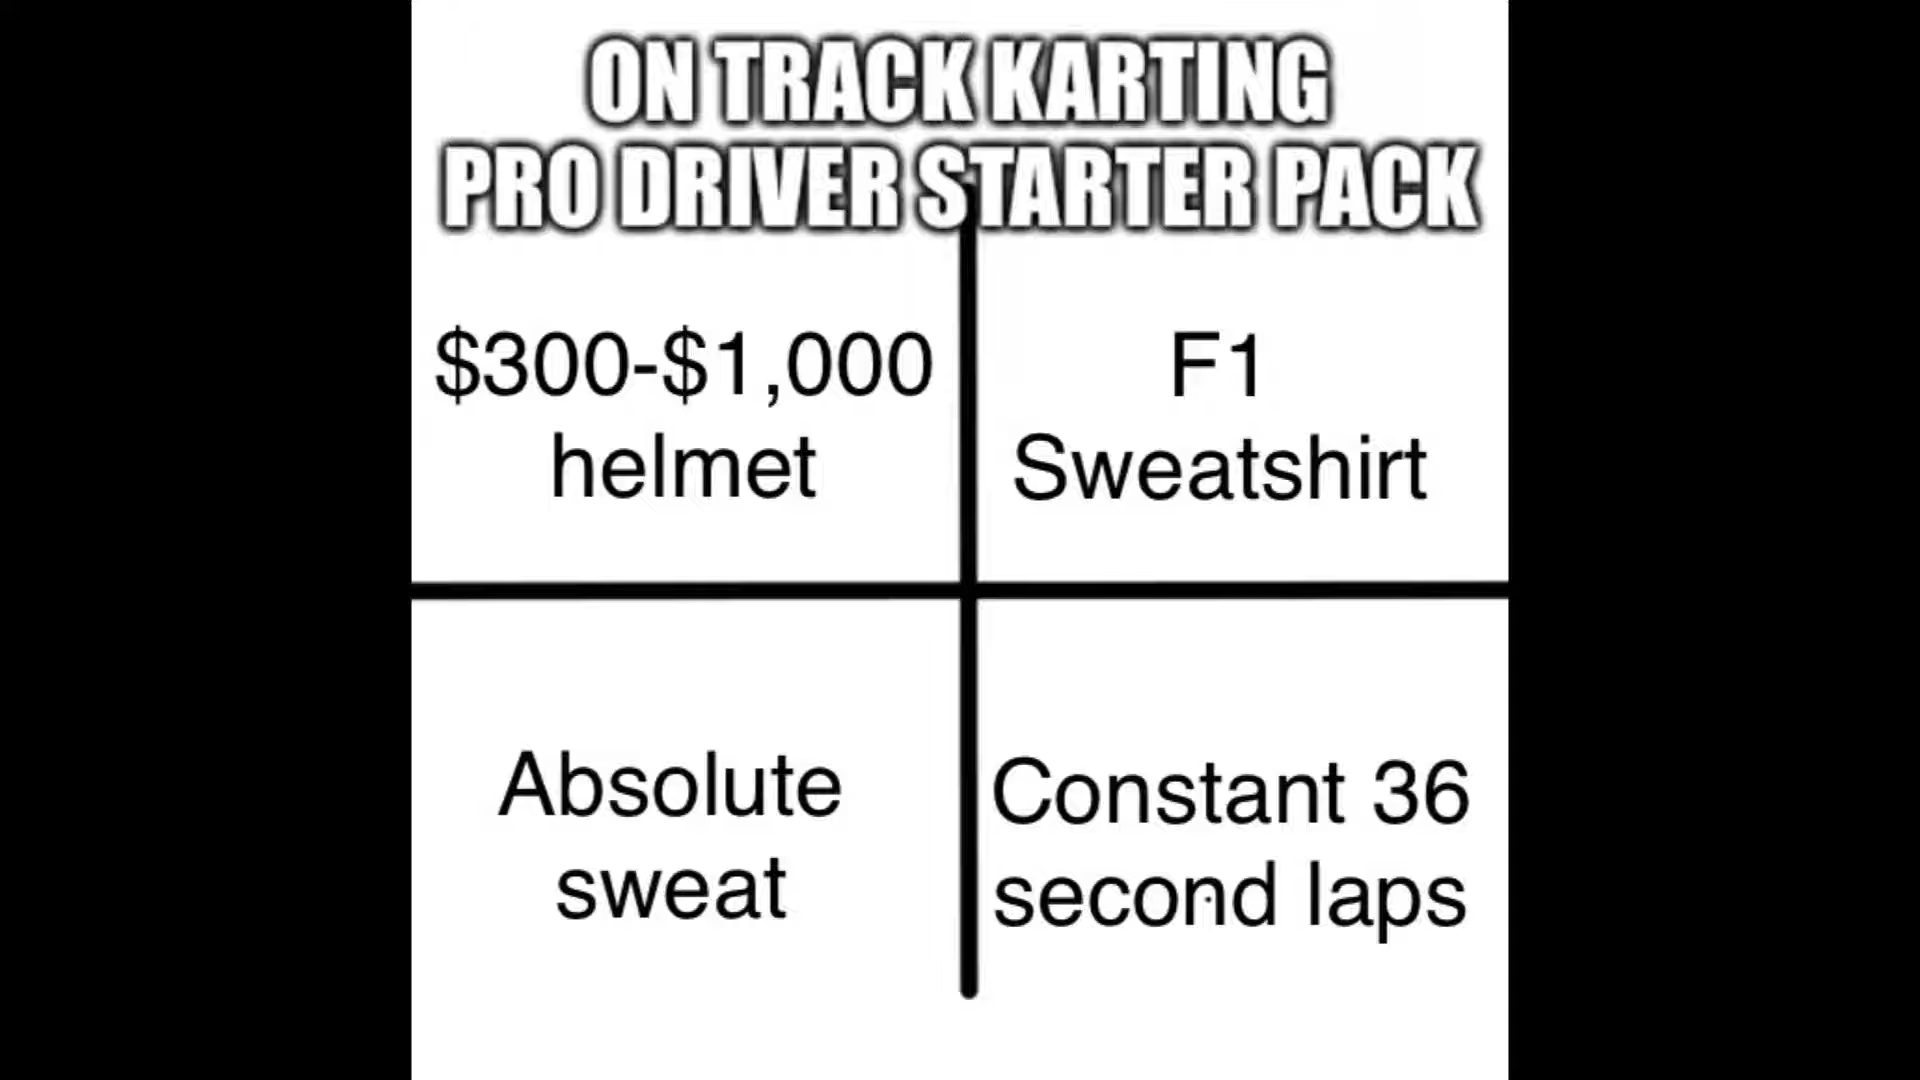 ON TRACK KARTING
PRO DRIVER STARTER PACK
$300-$1,000
helmet
F1
Sweatshirt
Absolute
sweat
Constant 36
second laps